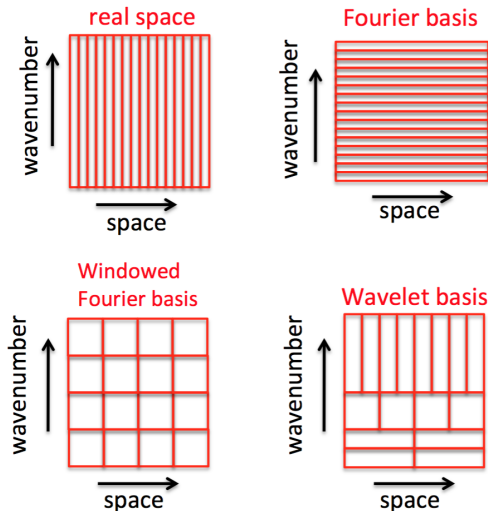 real space
wavenumber
space
Fourier basis
wavenumber
space
Windowed
Fourier basis
wavenumber
space
Wavelet basis
wavenumber
space